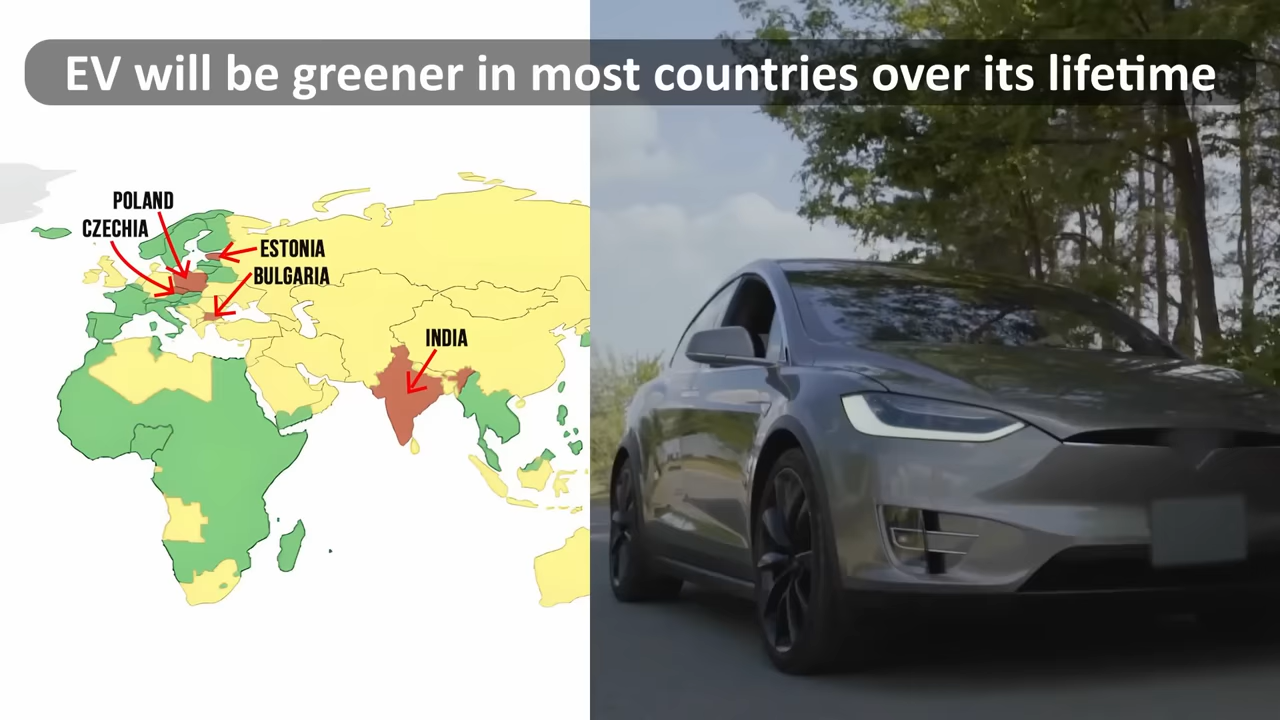 EV will be greener in most countries over its lifetime
POLAND
CZECHIA
ESTONIA
BULGARIA
INDIA